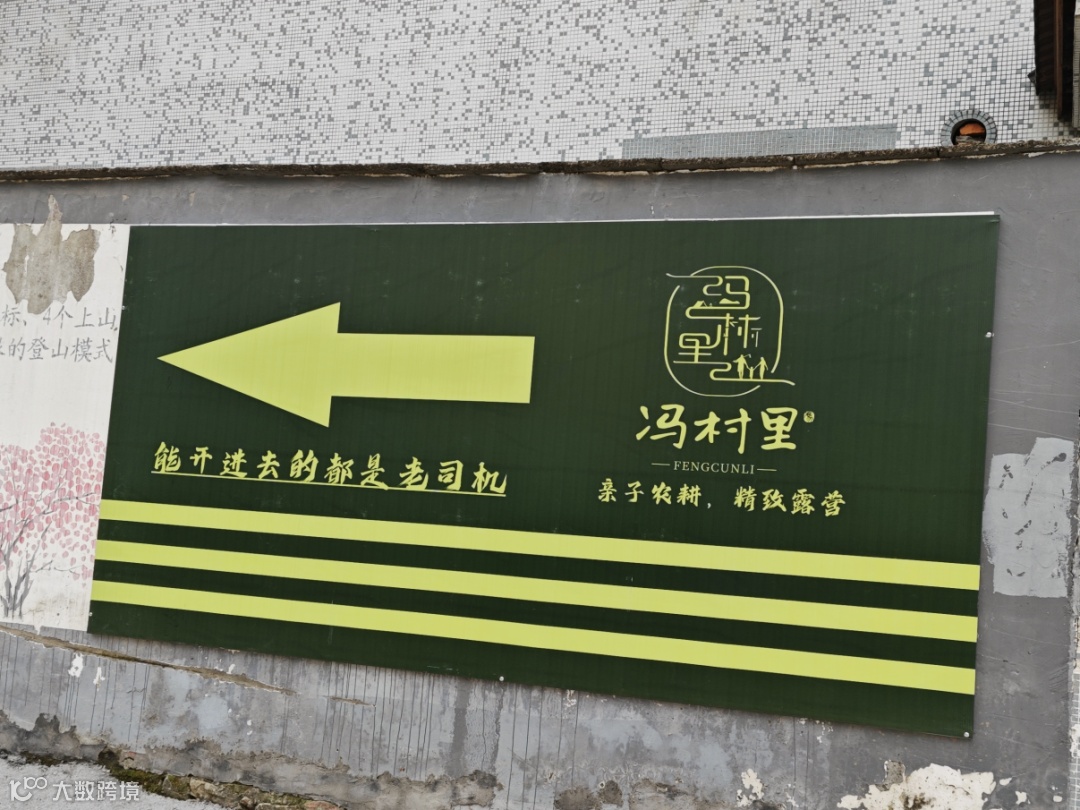 标、4个上山
的登山模式
冯村里
冯村里
FENGCUNLI
能开进去的都是老司机
亲子农耕，精致露营
大数跨境